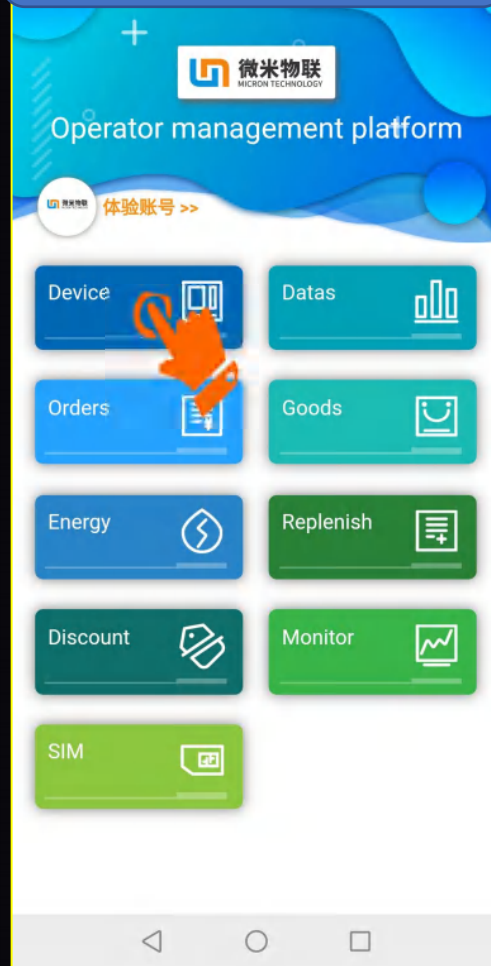 微米物联
MICRON TECHNOLOGY
Operator management platform
微米物联 体验账号 >>
Device
Datas
Orders
Goods
Energy
Replenish
Discount
Monitor
SIM